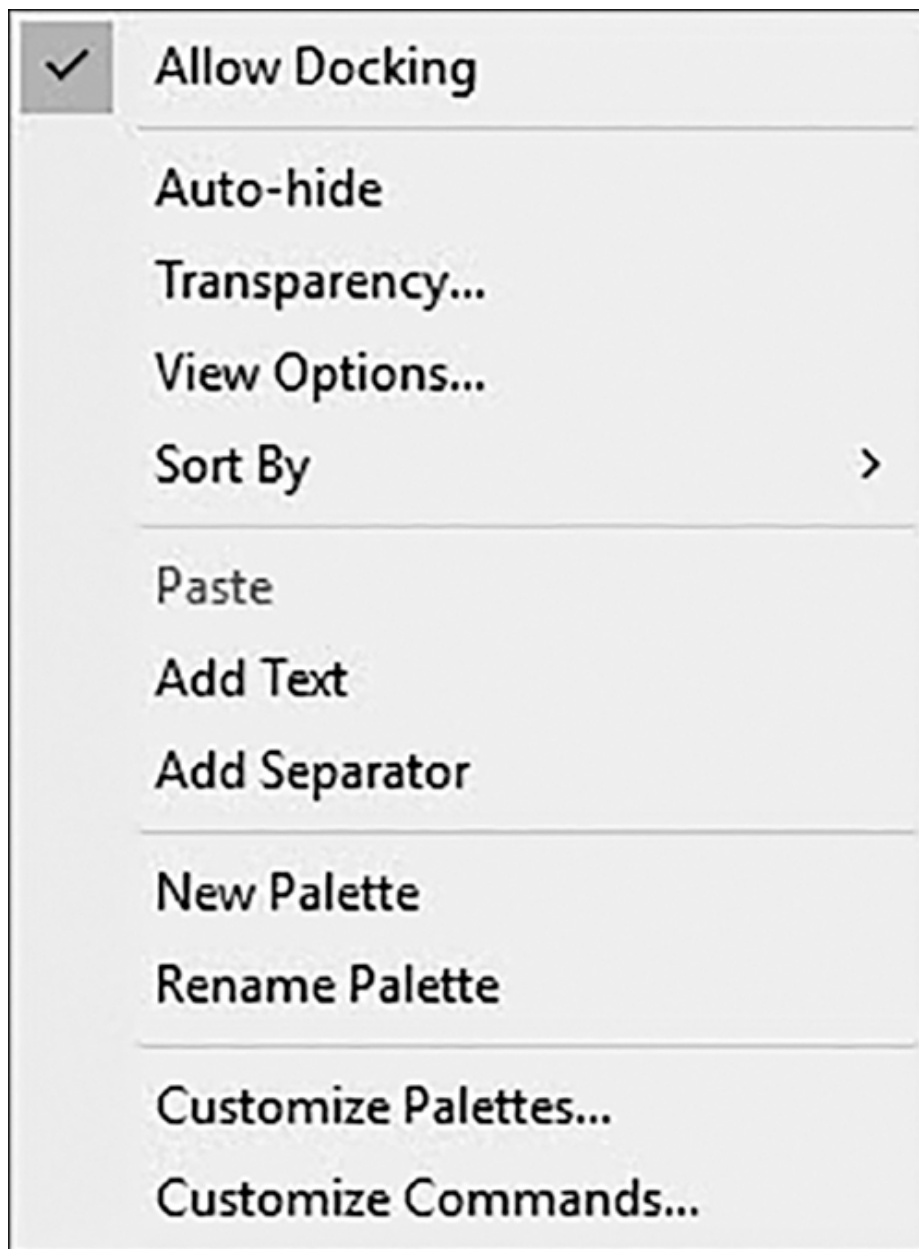 Allow Docking
Auto-hide
Transparency...
View Options...
Sort By
Paste
Add Text
Add Separator
New Palette
Rename Palette
Customize Palettes...
Customize Commands...